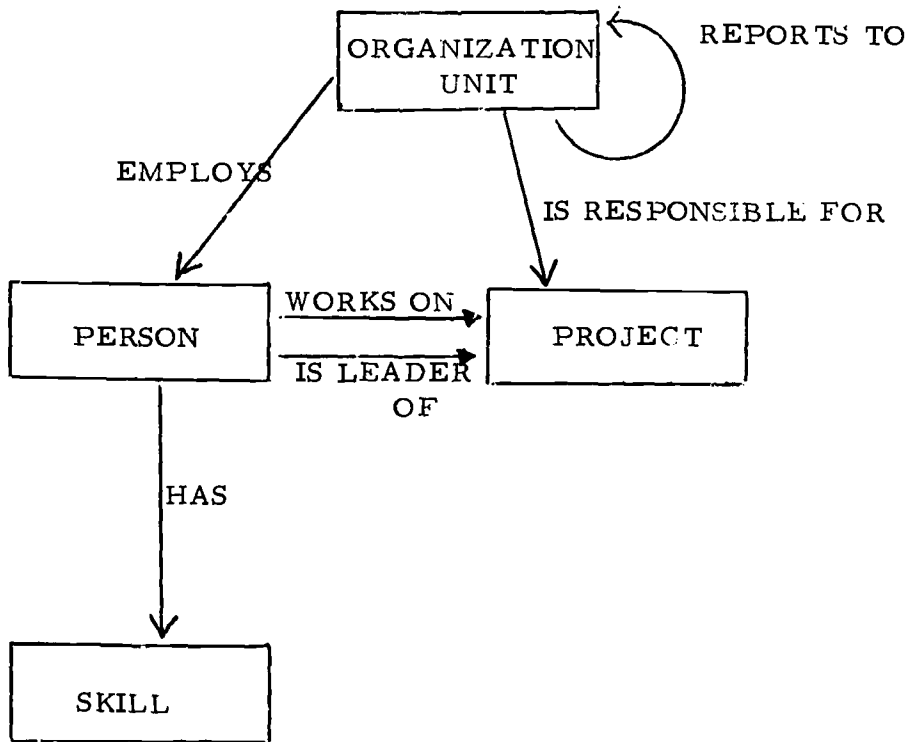 ORGANIZATION
UNIT
REPORTS TO
EMPLOYS
IS RESPONSIBLE FOR
PERSON
WORKS ON
IS LEADER
OF
PROJECT
HAS
SKILL